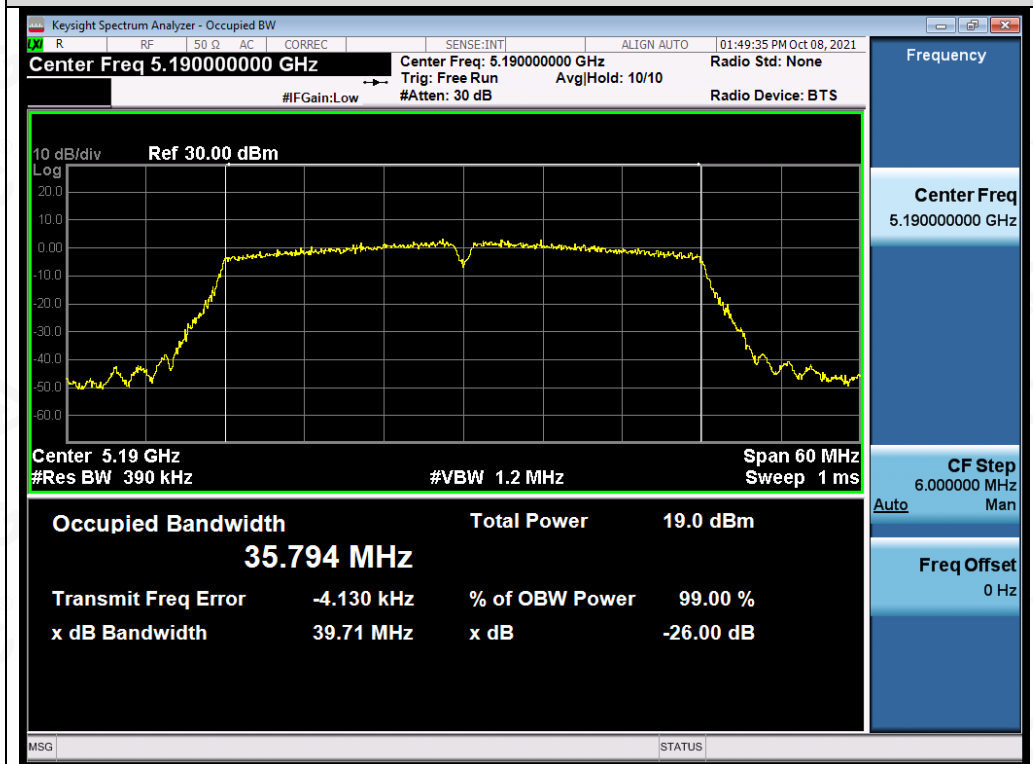 Keysight Spectrum Analyzer - Occupied BW
LXI R RF 50 Ω AC CORREC SENSE:INT ALIGN AUTO 01:49:35 PM Oct 08, 2021
Center Freq 5.190000000 GHz
Center Freq: 5.190000000 GHz
Radio Std: None
Trig: Free Run Avg|Hold: 10/10
#IFGain:Low
#Atten: 30 dB
Radio Device: BTS
10 dB/div Ref 30.00 dBm
Log
20.0
10.0
0.00
-10.0
-20.0
-30.0
-40.0
-50.0
-60.0
Center 5.19 GHz Span 60 MHz
#Res BW 390 kHz #VBW 1.2 MHz Sweep 1 ms
Occupied Bandwidth Total Power 19.0 dBm
35.794 MHz
Transmit Freq Error -4.130 kHz % of OBW Power 99.00 %
x dB Bandwidth 39.71 MHz x dB -26.00 dB
Frequency
Center Freq
5.190000000 GHz
CF Step
6.000000 MHz
Auto Man
Freq Offset
0 Hz
MSG STATUS